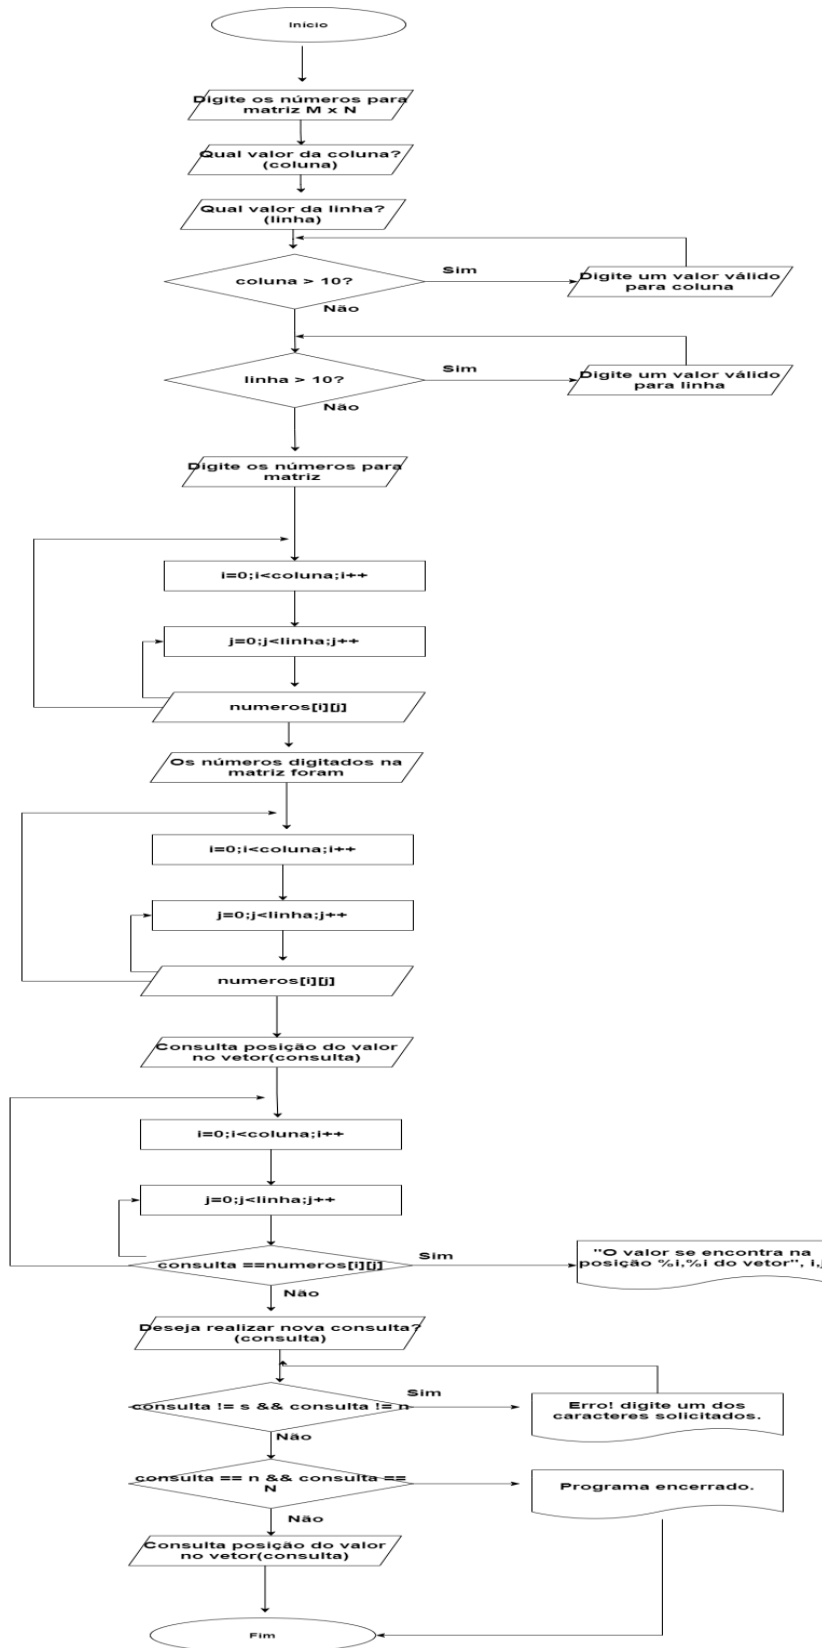 Início
Digite os números para
matriz M x N
Qual valor da coluna?
(coluna)
Qual valor da linha?
(linha)
coluna > 10?
Sim
Digite um valor válido
para coluna
Não
linha > 10?
Sim
Digite um valor válido
para linha
Não
Digite os números para
matriz
i=0;i<coluna;i++
j=0;j<linha;j++
numeros[i][j]
Os números digitados na
matriz foram
i=0;i<coluna;i++
j=0;j<linha;j++
numeros[i][j]
Consulta posição do valor
no vetor(consulta)
i=0;i<coluna;i++
j=0;j<linha;j++
consulta ==numeros[i][j]
Sim
"O valor se encontra na
posição %i,%i do vetor", i,j
Não
Deseja realizar nova consulta?
(consulta)
consulta != s && consulta != n
Sim
Erro! digite um dos
caracteres solicitados.
Não
consulta == n && consulta ==
N
Programa encerrado.
Não
Consulta posição do valor
no vetor(consulta)
Fim